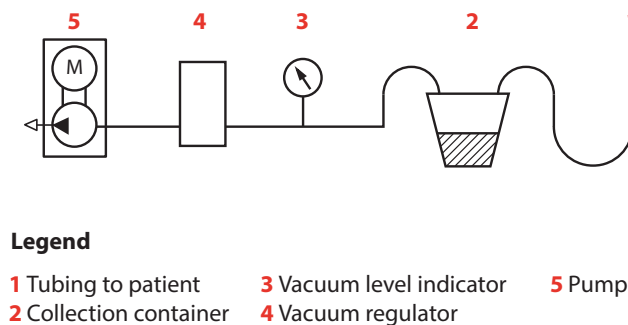 5 4 3 2
M
Legend
1 Tubing to patient 3 Vacuum level indicator 5 Pump
2 Collection container 4 Vacuum regulator